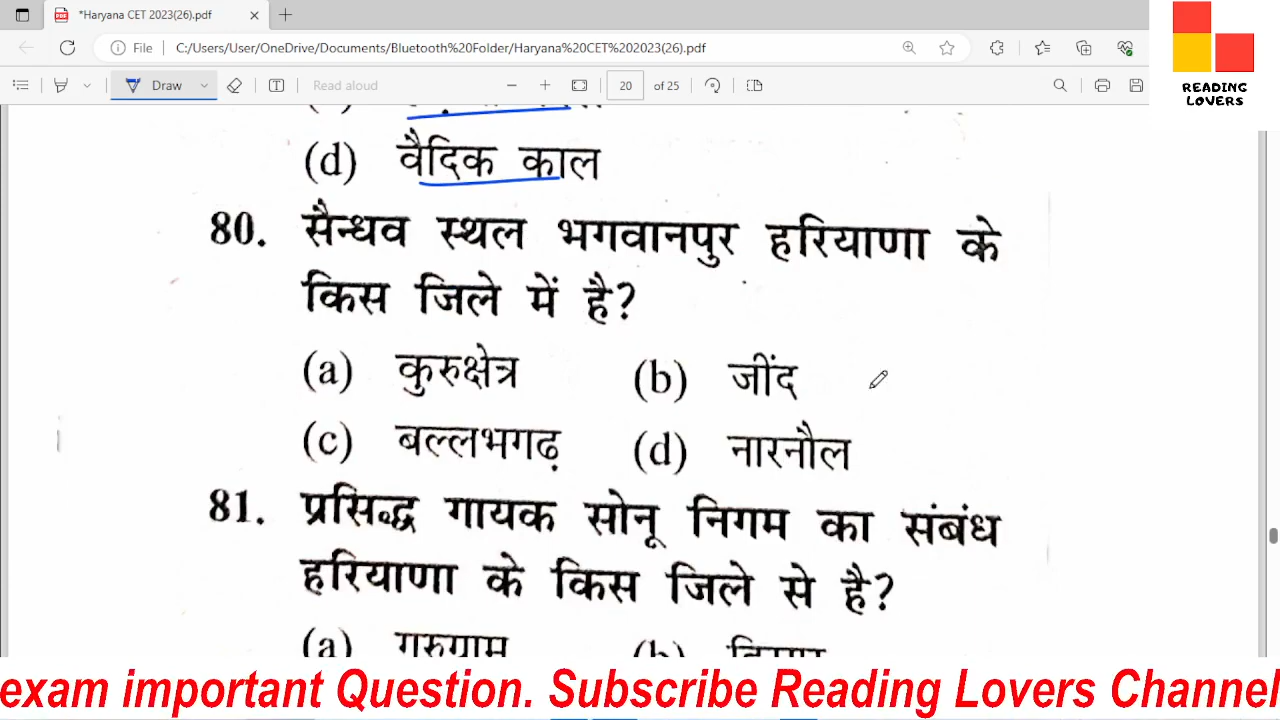 *Haryana CET 2023(26).pdf
File C:/Users/User/OneDrive/Documents/Bluetooth%20Folder/Haryana%20CET%202023(26).pdf
Draw Read aloud 20 of 25
READING
LOVERS
(d) वैदिक काल
80. सैन्धव स्थल भगवानपुर हरियाणा के
किस जिले में है?
(a) कुरुक्षेत्र (b) जींद
(c) बल्लभगढ़ (d) नारनौल
81. प्रसिद्ध गायक सोनू निगम का संबंध
हरियाणा के किस जिले से है?
(a) गुरुग्राम (b)
exam important Question. Subscribe Reading Lovers Channel